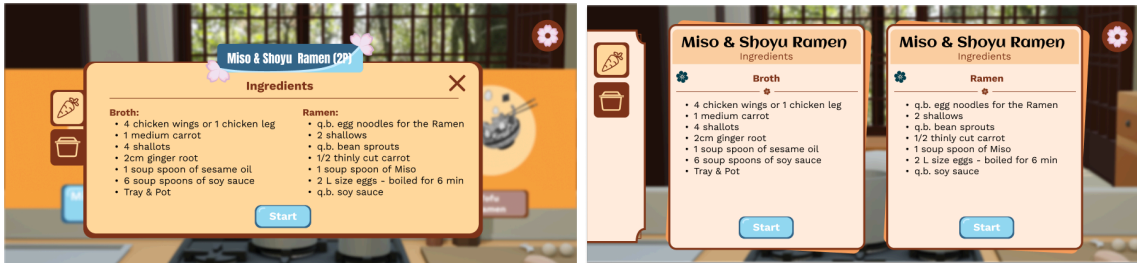 Miso & Shoyu Ramen (2P)
Ingredients
Broth:
• 4 chicken wings or 1 chicken leg
• 1 medium carrot
• 4 shallots
• 2cm ginger root
• 1 soup spoon of sesame oil
• 6 soup spoons of soy sauce
• Tray & Pot
Ramen:
• q.b. egg noodles for the Ramen
• 2 shallows
• q.b. bean sprouts
• 1/2 thinly cut carrot
• 1 soup spoon of Miso
• 2 L size eggs - boiled for 6 min
• q.b. soy sauce
Start
Mi
ofu
amen
Miso & Shoyu Ramen
Ingredients
Broth
• 4 chicken wings or 1 chicken leg
• 1 medium carrot
• 4 shallots
• 2cm ginger root
• 1 soup spoon of sesame oil
• 6 soup spoons of soy sauce
• Tray & Pot
Start
Miso & Shoyu Ramen
Ingredients
Ramen
• q.b. egg noodles for the Ramen
• 2 shallows
• q.b. bean sprouts
• 1/2 thinly cut carrot
• 1 soup spoon of Miso
• 2 L size eggs - boiled for 6 min
• q.b. soy sauce
Start